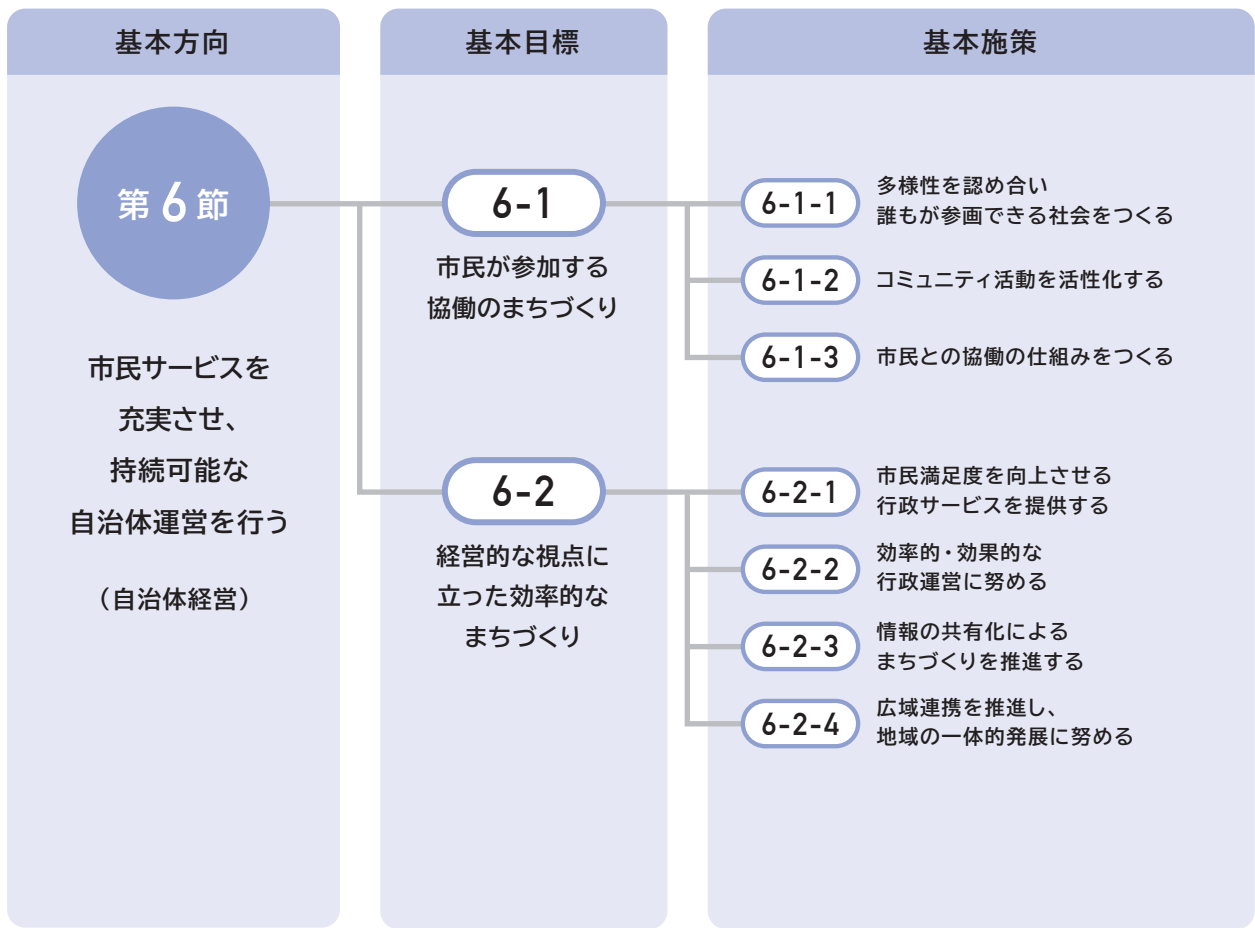 基本方向
基本目標
基本施策
第6節
市民サービスを
充実させ、
持続可能な
自治体運営を行う
（自治体経営）
6-1
市民が参加する
協働のまちづくり
6-1-1
多様性を認め合い
誰もが参画できる社会をつくる
6-1-2
コミュニティ活動を活性化する
6-1-3
市民との協働の仕組みをつくる
6-2
経営的な視点に
立った効率的な
まちづくり
6-2-1
市民満足度を向上させる
行政サービスを提供する
6-2-2
効率的・効果的な
行政運営に努める
6-2-3
情報の共有化による
まちづくりを推進する
6-2-4
広域連携を推進し、
地域の一体的発展に努める